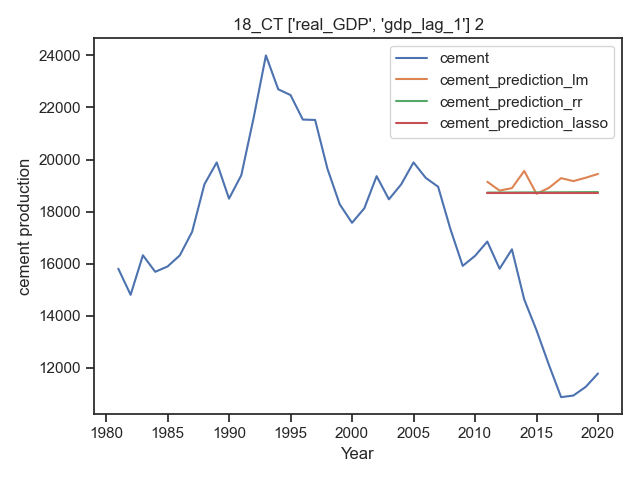 18_CT ['real_GDP', 'gdp_lag_1'] 2
cement
cement_prediction_lm
cement_prediction_rr
cement_prediction_lasso
cement production
24000
22000
20000
18000
16000
14000
12000
1980 1985 1990 1995 2000 2005 2010 2015 2020
Year